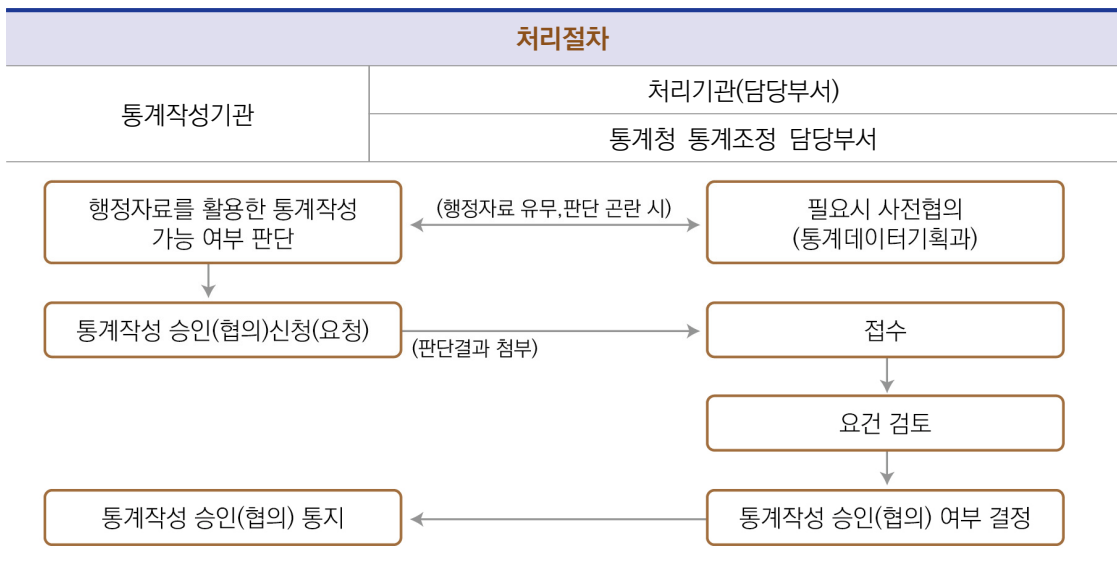 처리절차
통계작성기관
처리기관(담당부서)
통계청 통계조정 담당부서
행정자료를 활용한 통계작성
가능 여부 판단
(행정자료 유무,판단 곤란 시)
필요시 사전협의
(통계데이터기획과)
통계작성 승인(협의)신청(요청)
(판단결과 첨부)
접수
요건 검토
통계작성 승인(협의) 통지
통계작성 승인(협의) 여부 결정